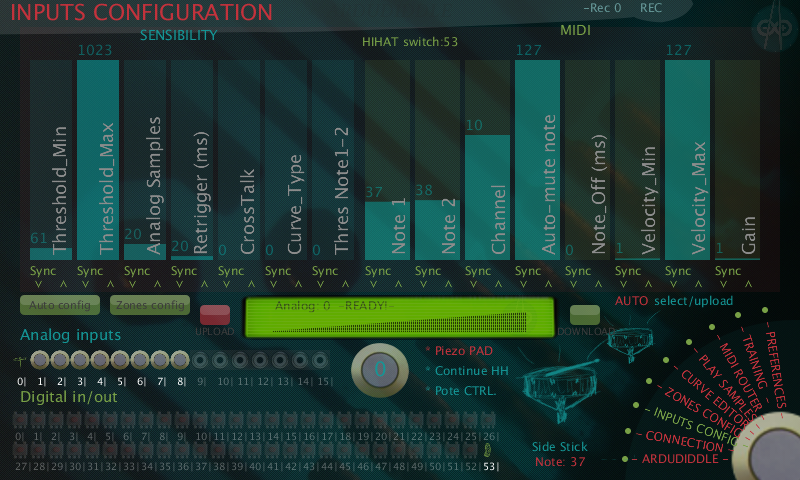 INPUTS CONFIGURATION
~Rec 0 REC
SENSIBILITY
HIHAT switch:53
MIDI
1023
127
127
10
37
38
61
20
20
0
0
0
0
1
1
Threshold_Min
Threshold_Max
Analog Samples
Retrigger (ms)
CrossTalk
Curve_Type
Thres Note1-2
Note_1
Note_2
Channel
Auto-mute note
Note_Off (ms)
Velocity_Min
Velocity_Max
Gain
Sync Sync Sync Sync Sync Sync Sync Sync Sync Sync Sync Sync Sync Sync Sync
Auto config
Zones config
UPLOAD
Analog: 0 -READY!-
DOWNLOAD
AUTO select/upload
Analog inputs
0| 1| 2| 3| 4| 5| 6| 7| 8| 9| 10| 11| 12| 13| 14| 15|
0
* Piezo PAD
* Continue HH
* Pote CTRL.
Digital in/out
0| 1| 2| 3| 4| 5| 6| 7| 8| 9| 10| 11| 12| 13| 14| 15| 16| 17| 18| 19| 20| 21| 22| 23| 24| 25| 26|
27| 28| 29| 30| 31| 32| 33| 34| 35| 36| 37| 38| 39| 40| 41| 42| 43| 44| 45| 46| 47| 48| 49| 50| 51| 52| 53|
Side Stick
Note: 37
- PREFERENCES
- TRAINING
- MIDI ROUTER
- PLAY SAMPLES
- CURVE EDITOR
- ZONES CONFIG
- INPUTS CONFIG
- CONNECTION -
- ARDUDIDDLE -